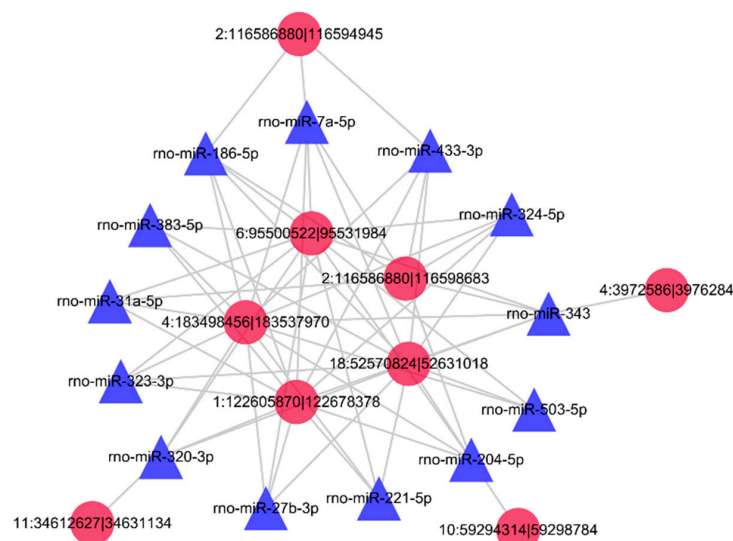 2:116586880|116594945
rno-miR-7a-5p
rno-miR-186-5p
rno-miR-433-3p
rno-miR-383-5p
rno-miR-324-5p
6:95500522|95531984
2:116586880|116598683
4:3972586|3976284
rno-miR-31a-5p
rno-miR-343
4:183498456|183537970
18:52570824|52631018
rno-miR-323-3p
1:122605870|122678378
rno-miR-503-5p
rno-miR-320-3p
rno-miR-204-5p
rno-miR-221-5p
rno-miR-27b-3p
11:34612627|34631134
10:59294314|59298784